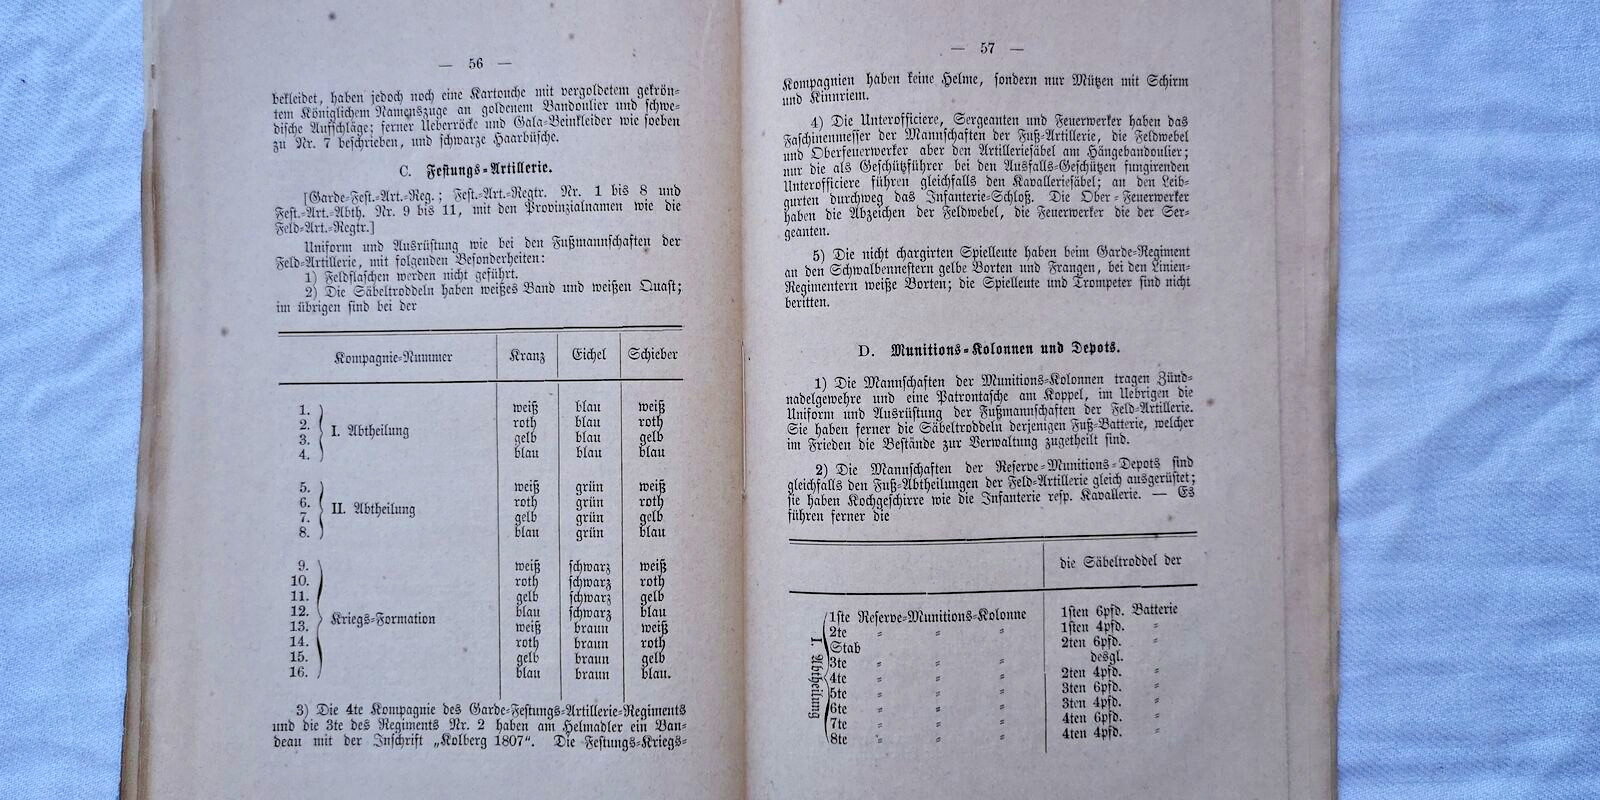 — 56 —
bekleidet, haben jedoch noch eine Kartouche mit vergoldetem gekrön-
tem Königlichem Namenszuge an goldenem Bandoulier und schwe-
dische Aufschläge; ferner Ueberröcke und Gala-Beinkleider wie soeben
zu Nr. 7 beschrieben, und schwarze Haarbüsche.
C. Festungs-Artillerie.
[Garde-Fest.-Art.-Reg.; Fest.-Art.-Regtr. Nr. 1 bis 8 und
Fest.-Art.-Abth. Nr. 9 bis 11, mit den Provinzialnamen wie die
Feld-Art.-Regtr.]
Uniform und Ausrüstung wie bei den Fußmannschaften der
Feld-Artillerie, mit folgenden Besonderheiten:
1) Feldflaschen werden nicht geführt.
2) Die Säbeltroddeln haben weißes Band und weißen Quast;
im übrigen sind bei der
Kompagnie-Nummer Kranz Eichel Schieber
1. weiß blau weiß
2. roth blau roth
I. Abtheilung
3. gelb blau gelb
4. blau blau blau
5. weiß grün weiß
6. roth grün roth
II. Abtheilung
7. gelb grün gelb
8. blau grün blau
9. weiß schwarz weiß
10. roth schwarz roth
11. gelb schwarz gelb
12. blau schwarz blau
Kriegs-Formation
13. weiß braun weiß
14. roth braun roth
15. gelb braun gelb
16. blau braun blau.
3) Die 4te Kompagnie des Garde-Festungs-Artillerie-Regiments
und die 3te des Regiments Nr. 2 haben am Helmadler ein Ban-
deau mit der Inschrift „Kolberg 1807“. Die Festungs-Kriegs-
— 57 —
Kompagnien haben keine Helme, sondern nur Mützen mit Schirm
und Kinnriem.
4) Die Unterofficiere, Sergeanten und Feuerwerker haben das
Faschinenmesser der Mannschaften der Fuß-Artillerie, die Feldwebel
und Oberfeuerwerker aber den Artilleriesäbel am Hängebandoulier;
nur die als Geschützführer bei den Ausfalls-Geschützen fungirenden
Unterofficiere führen gleichfalls den Kavalleriesäbel; an den Leib-
gurten durchweg das Infanterie-Schloß. Die Ober-Feuerwerker
haben die Abzeichen der Feldwebel, die Feuerwerker die der Ser-
geanten.
5) Die nicht chargirten Spielleute haben beim Garde-Regiment
an den Schwalbennestern gelbe Borten und Frangen, bei den Linien-
Regimentern weiße Borten; die Spielleute und Trompeter sind nicht
beritten.
D. Munitions-Kolonnen und Depots.
1) Die Mannschaften der Munitions-Kolonnen tragen Zünd-
nadelgewehre und eine Patrontasche am Koppel, im Uebrigen die
Uniform und Ausrüstung der Fußmannschaften der Feld-Artillerie.
Sie haben ferner die Säbeltroddeln derjenigen Fuß-Batterie, welcher
im Frieden die Bestände zur Verwaltung zugetheilt sind.
2) Die Mannschaften der Reserve-Munitions-Depots sind
gleichfalls den Fuß-Abtheilungen der Feld-Artillerie gleich ausgerüstet;
sie haben Kochgeschirre wie die Infanterie resp. Kavallerie. — Es
führen ferner die
die Säbeltroddel der
I. Abtheilung
1ste Reserve-Munitions-Kolonne 1sten 6pfd. Batterie
2te " " " 1sten 4pfd. "
Stab 2ten 6pfd. "
3te " " " desgl.
4te " " " 2ten 4pfd. "
5te " " " 3ten 6pfd. "
6te " " " 3ten 4pfd. "
7te " " " 4ten 6pfd. "
8te " " " 4ten 4pfd. "